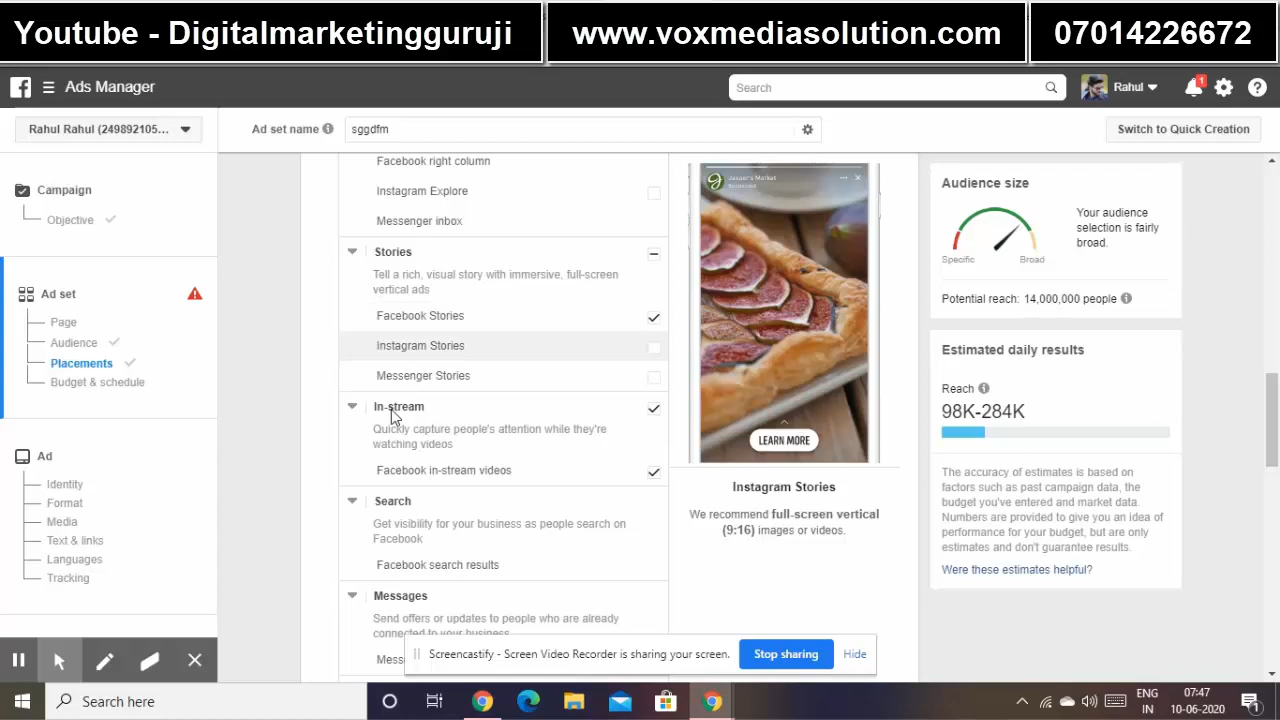 Youtube - Digitalmarketingguruji
www.voxmediasolution.com
07014226672
Ads Manager
Search
Rahul
1
Rahul Rahul (249892105...
Ad set name
sggdfm
Switch to Quick Creation
Campaign
Objective
Ad set
Page
Audience
Placements
Budget & schedule
Ad
Identity
Format
Media
Text & links
Languages
Tracking
Facebook right column
Instagram Explore
Messenger inbox
Stories
Tell a rich, visual story with immersive, full-screen
vertical ads
Facebook Stories
Instagram Stories
Messenger Stories
In-stream
Quickly capture people's attention while they're
watching videos
Facebook in-stream videos
Search
Get visibility for your business as people search on
Facebook
Facebook search results
Messages
Send offers or updates to people who are already
connected to your business
Mess
Jasper's Market
Sponsored
LEARN MORE
Instagram Stories
We recommend full-screen vertical
(9:16) images or videos.
Audience size
Your audience
selection is fairly
broad.
Specific
Broad
Potential reach: 14,000,000 people
Estimated daily results
Reach
98K-284K
The accuracy of estimates is based on
factors such as past campaign data, the
budget you've entered and market data.
Numbers are provided to give you an idea of
performance for your budget, but are only
estimates and don't guarantee results.
Were these estimates helpful?
Screencastify - Screen Video Recorder is sharing your screen.
Stop sharing
Hide
Search here
ENG
IN
07:47
10-06-2020
1